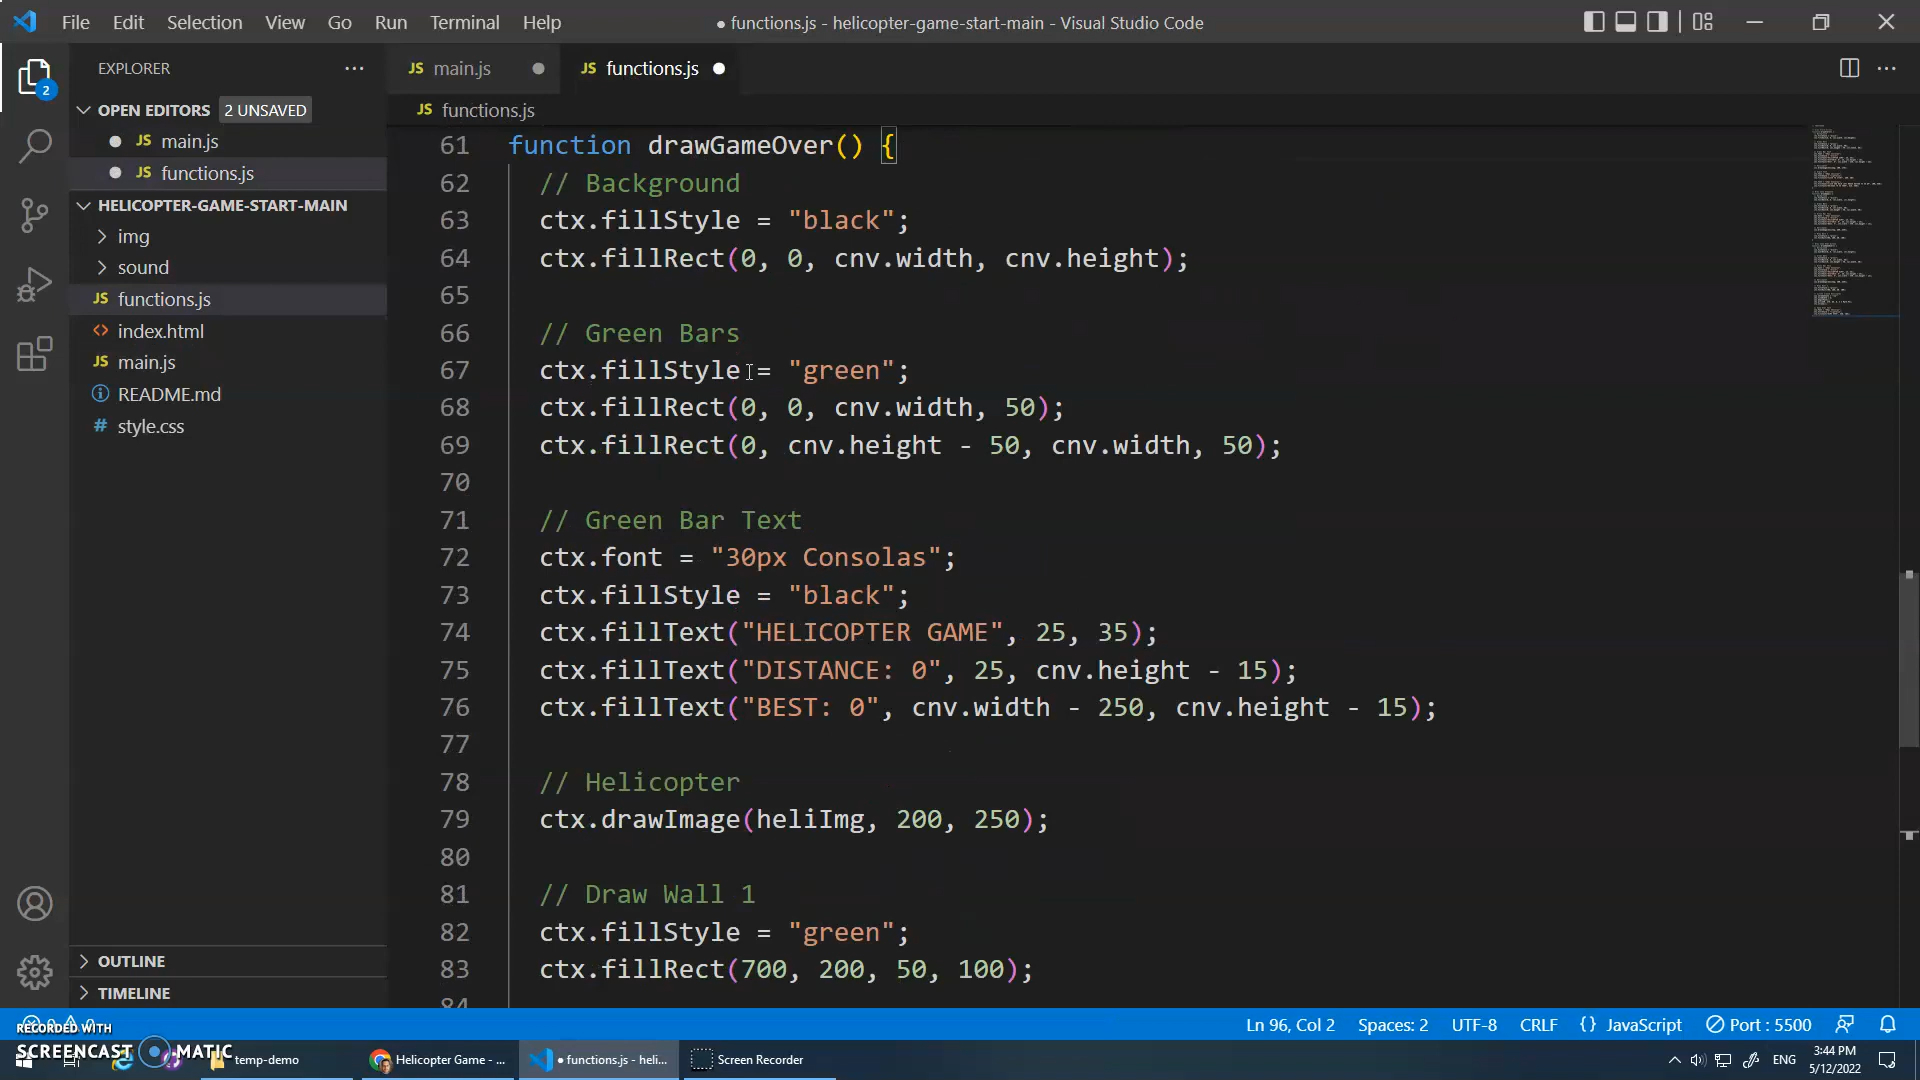 File Edit Selection View Go Run Terminal Help
● functions.js - helicopter-game-start-main - Visual Studio Code
EXPLORER
2
OPEN EDITORS 2 UNSAVED
JS main.js
JS functions.js
HELICOPTER-GAME-START-MAIN
img
sound
JS functions.js
<> index.html
JS main.js
README.md
# style.css
OUTLINE
TIMELINE
JS main.js
JS functions.js
JS functions.js
61 function drawGameOver() {
62 // Background
63 ctx.fillStyle = "black";
64 ctx.fillRect(0, 0, cnv.width, cnv.height);
65
66 // Green Bars
67 ctx.fillStyle = "green";
68 ctx.fillRect(0, 0, cnv.width, 50);
69 ctx.fillRect(0, cnv.height - 50, cnv.width, 50);
70
71 // Green Bar Text
72 ctx.font = "30px Consolas";
73 ctx.fillStyle = "black";
74 ctx.fillText("HELICOPTER GAME", 25, 35);
75 ctx.fillText("DISTANCE: 0", 25, cnv.height - 15);
76 ctx.fillText("BEST: 0", cnv.width - 250, cnv.height - 15);
77
78 // Helicopter
79 ctx.drawImage(heliImg, 200, 250);
80
81 // Draw Wall 1
82 ctx.fillStyle = "green";
83 ctx.fillRect(700, 200, 50, 100);
84
Ln 96, Col 2 Spaces: 2 UTF-8 CRLF {} JavaScript Port : 5500
RECORDED WITH
SCREENCAST MATIC
temp-demo
Helicopter Game - ...
● functions.js - heli...
Screen Recorder
ENG
3:44 PM
5/12/2022